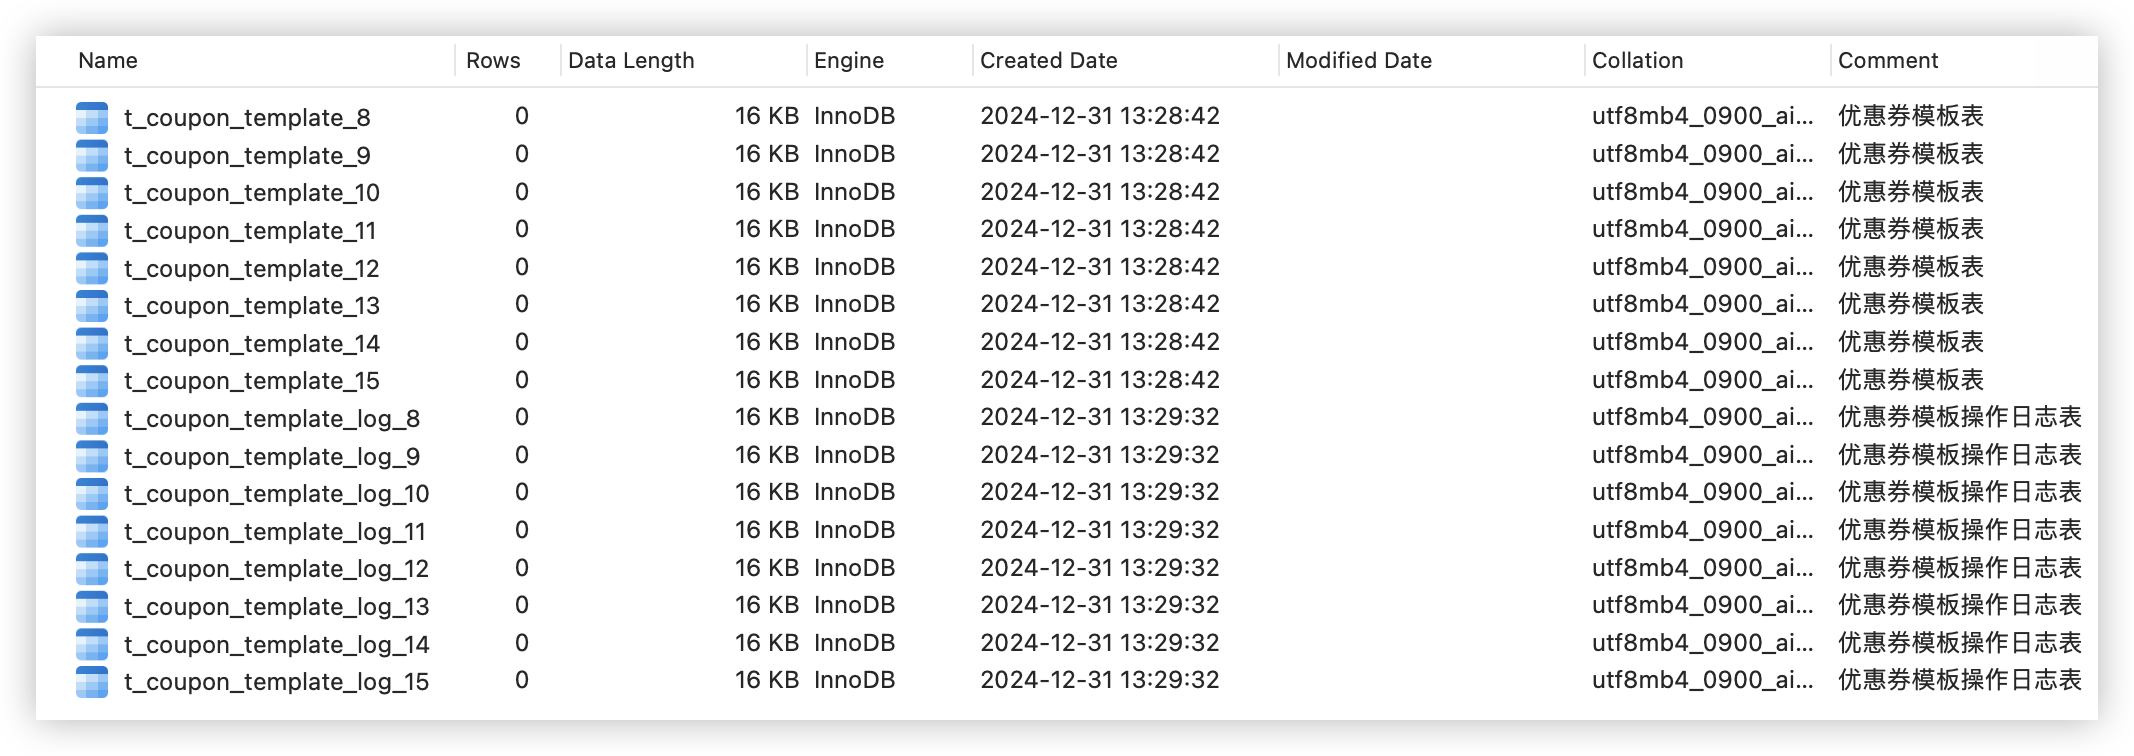 Name Rows Data Length Engine Created Date Modified Date Collation Comment
t_coupon_template_8 0 16 KB InnoDB 2024-12-31 13:28:42 utf8mb4_0900_ai... 优惠券模板表
t_coupon_template_9 0 16 KB InnoDB 2024-12-31 13:28:42 utf8mb4_0900_ai... 优惠券模板表
t_coupon_template_10 0 16 KB InnoDB 2024-12-31 13:28:42 utf8mb4_0900_ai... 优惠券模板表
t_coupon_template_11 0 16 KB InnoDB 2024-12-31 13:28:42 utf8mb4_0900_ai... 优惠券模板表
t_coupon_template_12 0 16 KB InnoDB 2024-12-31 13:28:42 utf8mb4_0900_ai... 优惠券模板表
t_coupon_template_13 0 16 KB InnoDB 2024-12-31 13:28:42 utf8mb4_0900_ai... 优惠券模板表
t_coupon_template_14 0 16 KB InnoDB 2024-12-31 13:28:42 utf8mb4_0900_ai... 优惠券模板表
t_coupon_template_15 0 16 KB InnoDB 2024-12-31 13:28:42 utf8mb4_0900_ai... 优惠券模板表
t_coupon_template_log_8 0 16 KB InnoDB 2024-12-31 13:29:32 utf8mb4_0900_ai... 优惠券模板操作日志表
t_coupon_template_log_9 0 16 KB InnoDB 2024-12-31 13:29:32 utf8mb4_0900_ai... 优惠券模板操作日志表
t_coupon_template_log_10 0 16 KB InnoDB 2024-12-31 13:29:32 utf8mb4_0900_ai... 优惠券模板操作日志表
t_coupon_template_log_11 0 16 KB InnoDB 2024-12-31 13:29:32 utf8mb4_0900_ai... 优惠券模板操作日志表
t_coupon_template_log_12 0 16 KB InnoDB 2024-12-31 13:29:32 utf8mb4_0900_ai... 优惠券模板操作日志表
t_coupon_template_log_13 0 16 KB InnoDB 2024-12-31 13:29:32 utf8mb4_0900_ai... 优惠券模板操作日志表
t_coupon_template_log_14 0 16 KB InnoDB 2024-12-31 13:29:32 utf8mb4_0900_ai... 优惠券模板操作日志表
t_coupon_template_log_15 0 16 KB InnoDB 2024-12-31 13:29:32 utf8mb4_0900_ai... 优惠券模板操作日志表